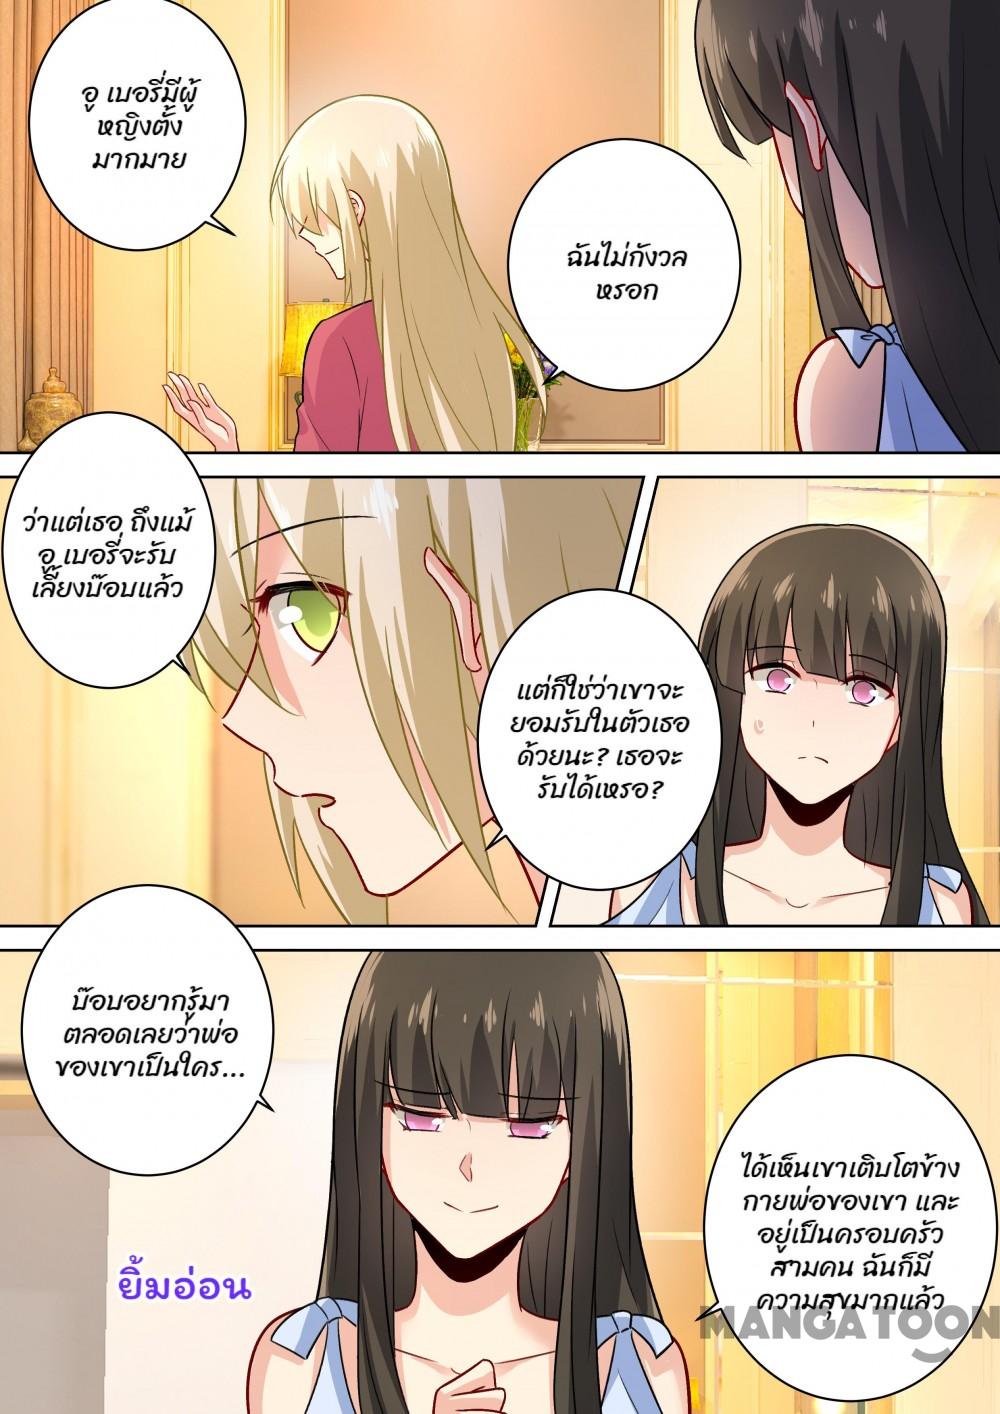 อู เบอรี่มีผู้
หญิงตั้ง
มากมาย
ฉันไม่กังวล
หรอก
ว่าแต่เธอ ถึงแม้
อู เบอรี่จะรับ
เลี้ยงบ๊อบแล้ว
แต่ก็ใช่ว่าเขาจะ
ยอมรับในตัวเธอ
ด้วยนะ? เธอจะ
รับได้เหรอ?
บ๊อบอยากรู้มา
ตลอดเลยว่าพ่อ
ของเขาเป็นใคร...
ได้เห็นเขาเติบโตข้าง
กายพ่อของเขา และ
อยู่เป็นครอบครัว
สามคน ฉันก็มี
ความสุขมากแล้ว
ยิ้มอ่อน
MANGATOON